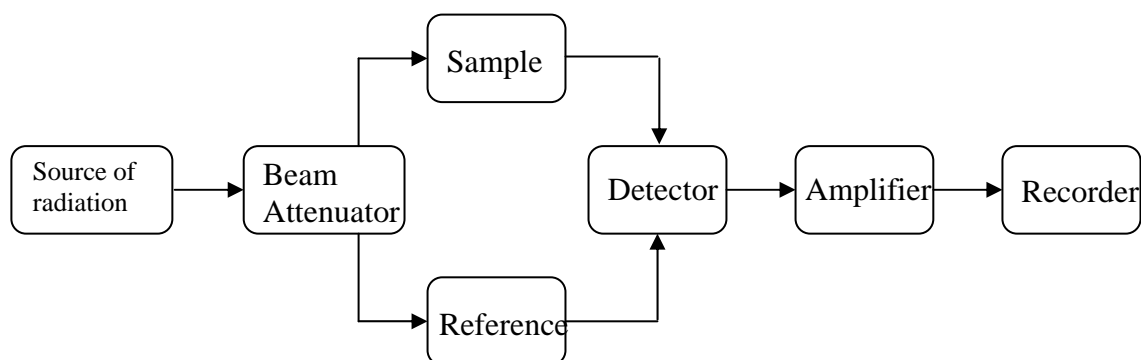 Source of
radiation
Beam
Attenuator
Sample
Reference
Detector
Amplifier
Recorder